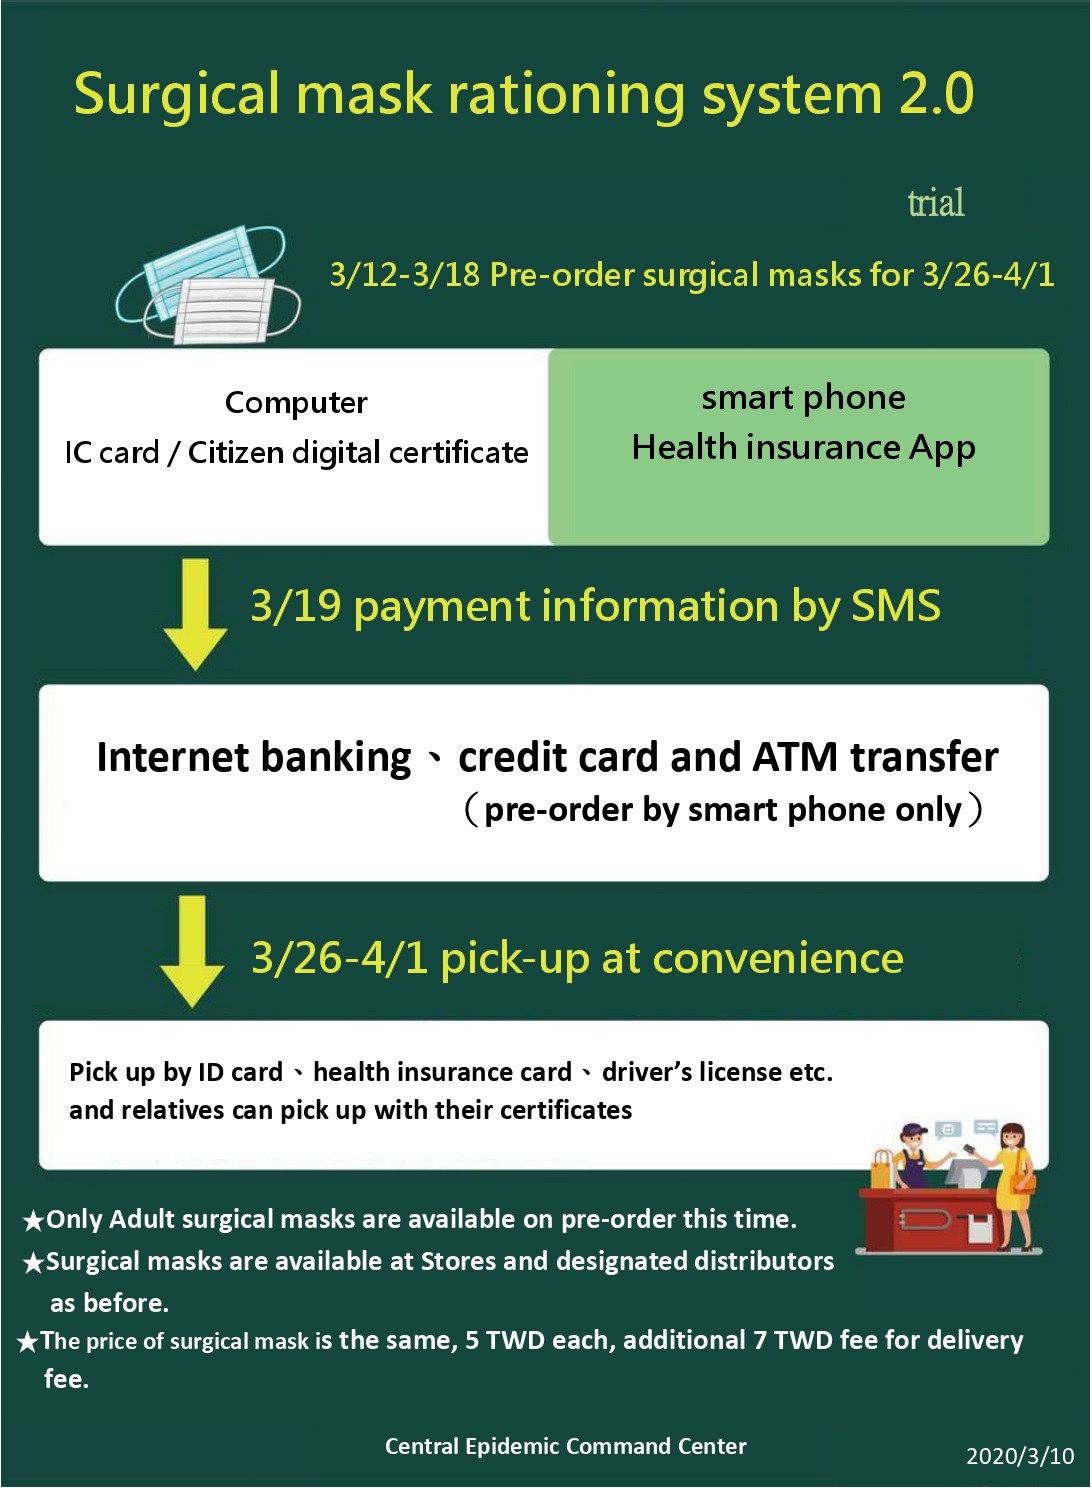 Surgical mask rationing system 2.0
trial
3/12-3/18 Pre-order surgical masks for 3/26-4/1
Computer
IC card / Citizen digital certificate
smart phone
Health insurance App
3/19 payment information by SMS
Internet banking、credit card and ATM transfer
（pre-order by smart phone only）
3/26-4/1 pick-up at convenience
Pick up by ID card、health insurance card、driver’s license etc.
and relatives can pick up with their certificates
★Only Adult surgical masks are available on pre-order this time.
★Surgical masks are available at Stores and designated distributors
as before.
★The price of surgical mask is the same, 5 TWD each, additional 7 TWD fee for delivery
fee.
Central Epidemic Command Center
2020/3/10